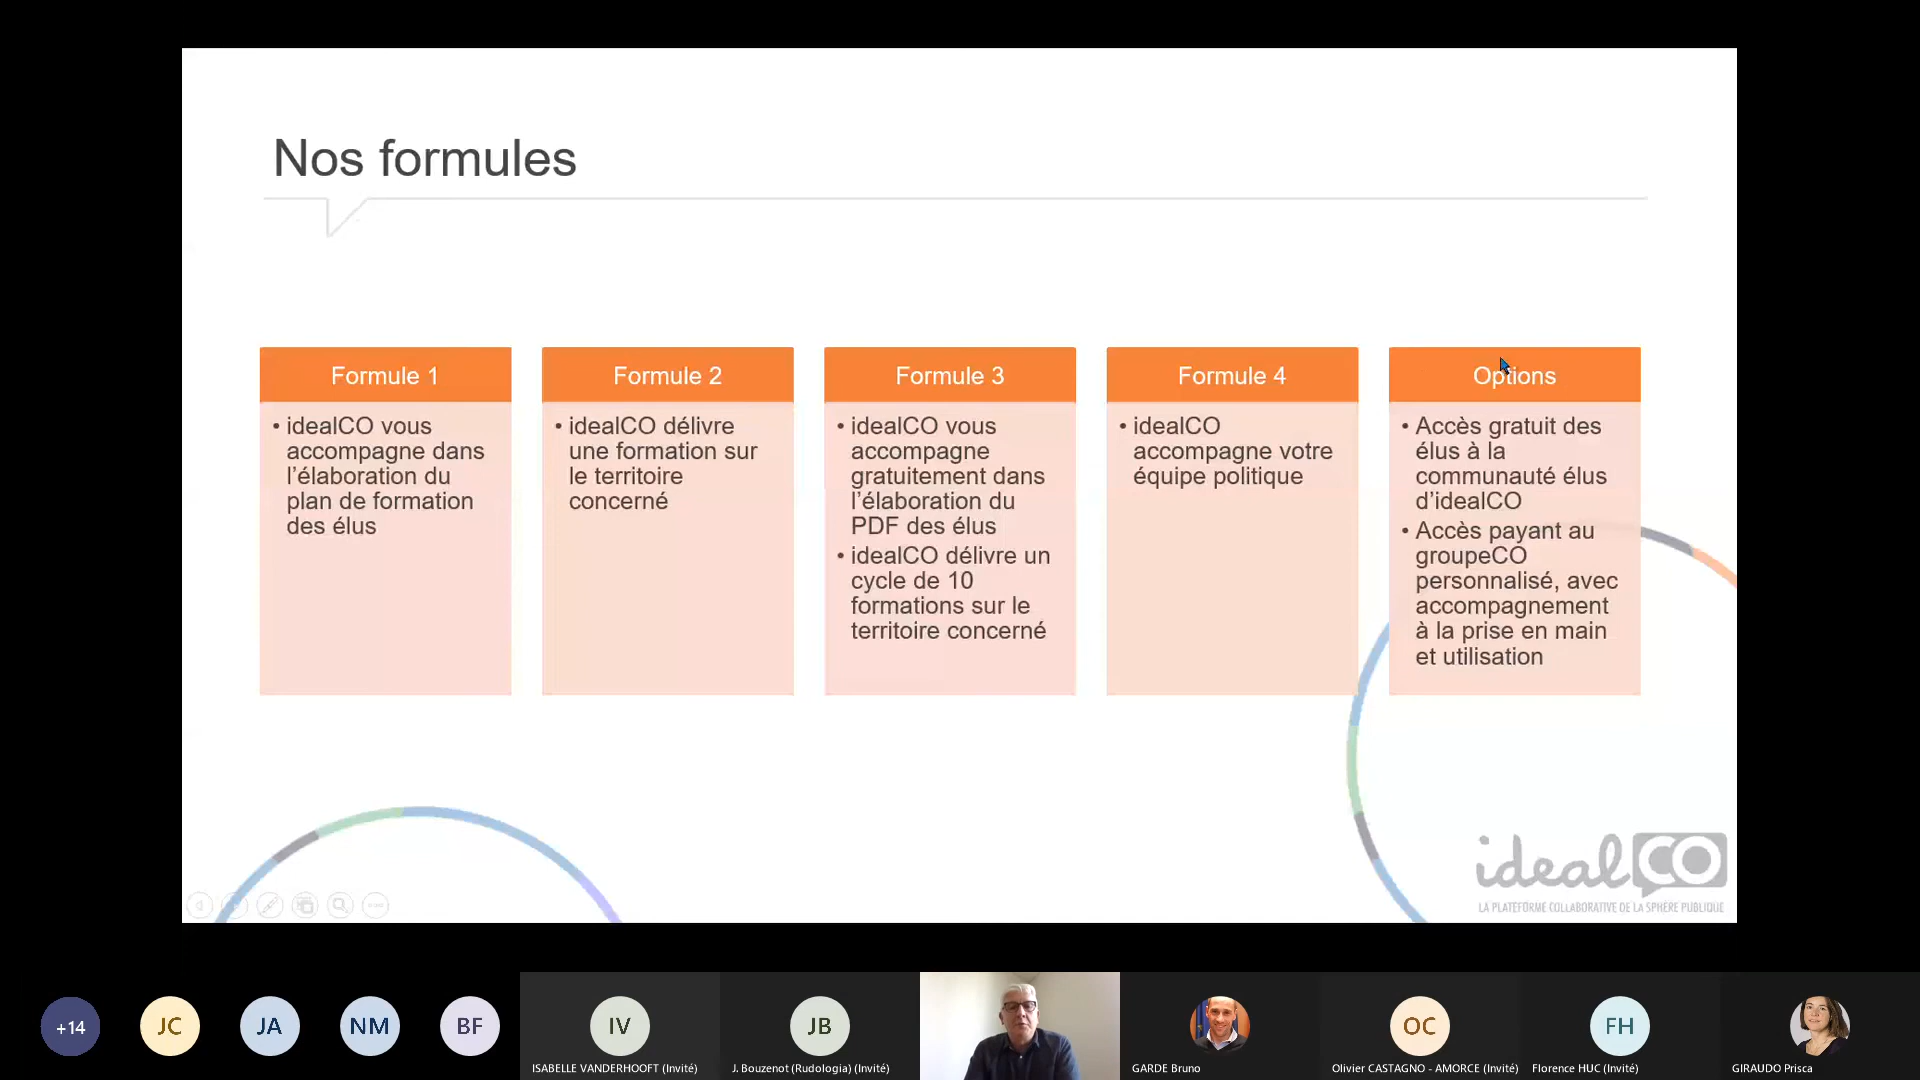 Nos formules
Formule 1
• idealCO vous
accompagne dans
l’élaboration du
plan de formation
des élus
Formule 2
• idealCO délivre
une formation sur
le territoire
concerné
Formule 3
• idealCO vous
accompagne
gratuitement dans
l’élaboration du
PDF des élus
• idealCO délivre un
cycle de 10
formations sur le
territoire concerné
Formule 4
• idealCO
accompagne votre
équipe politique
Options
• Accès gratuit des
élus à la
communauté élus
d’idealCO
• Accès payant au
groupeCO
personnalisé, avec
accompagnement
à la prise en main
et utilisation
idealCO
LA PLATEFORME COLLABORATIVE DE LA SPHÈRE PUBLIQUE
+14
JC
JA
NM
BF
IV
ISABELLE VANDERHOOFT (Invité)
JB
J. Bouzenot (Rudologia) (Invité)
GARDE Bruno
OC
Olivier CASTAGNO - AMORCE (Invité)
FH
Florence HUC (Invité)
GIRAUDO Prisca